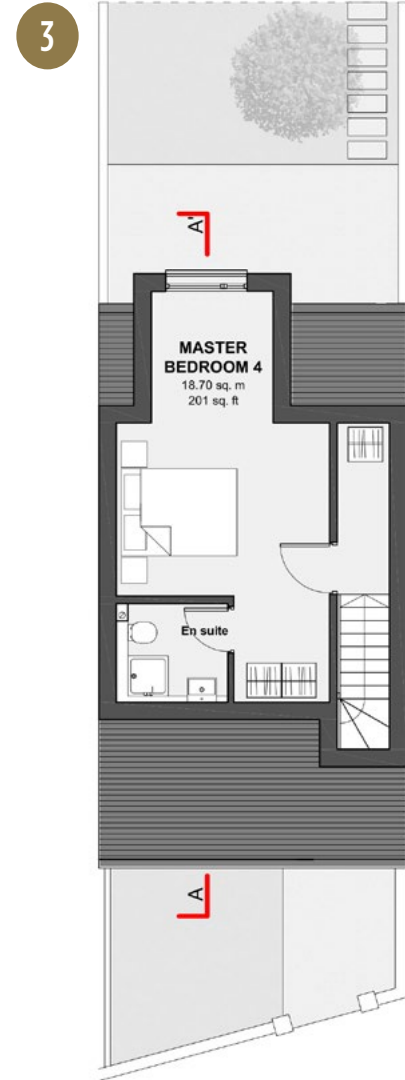 3
A'
MASTER
BEDROOM 4
18.70 sq. m
201 sq. ft
En suite
A